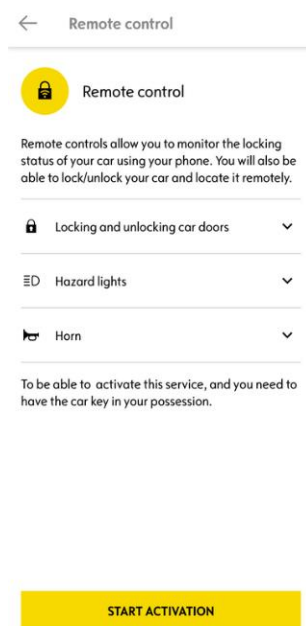 Remote control
Remote control
Remote controls allow you to monitor the locking
status of your car using your phone. You will also be
able to lock/unlock your car and locate it remotely.
Locking and unlocking car doors
Hazard lights
Horn
To be able to activate this service, and you need to
have the car key in your possession.
START ACTIVATION